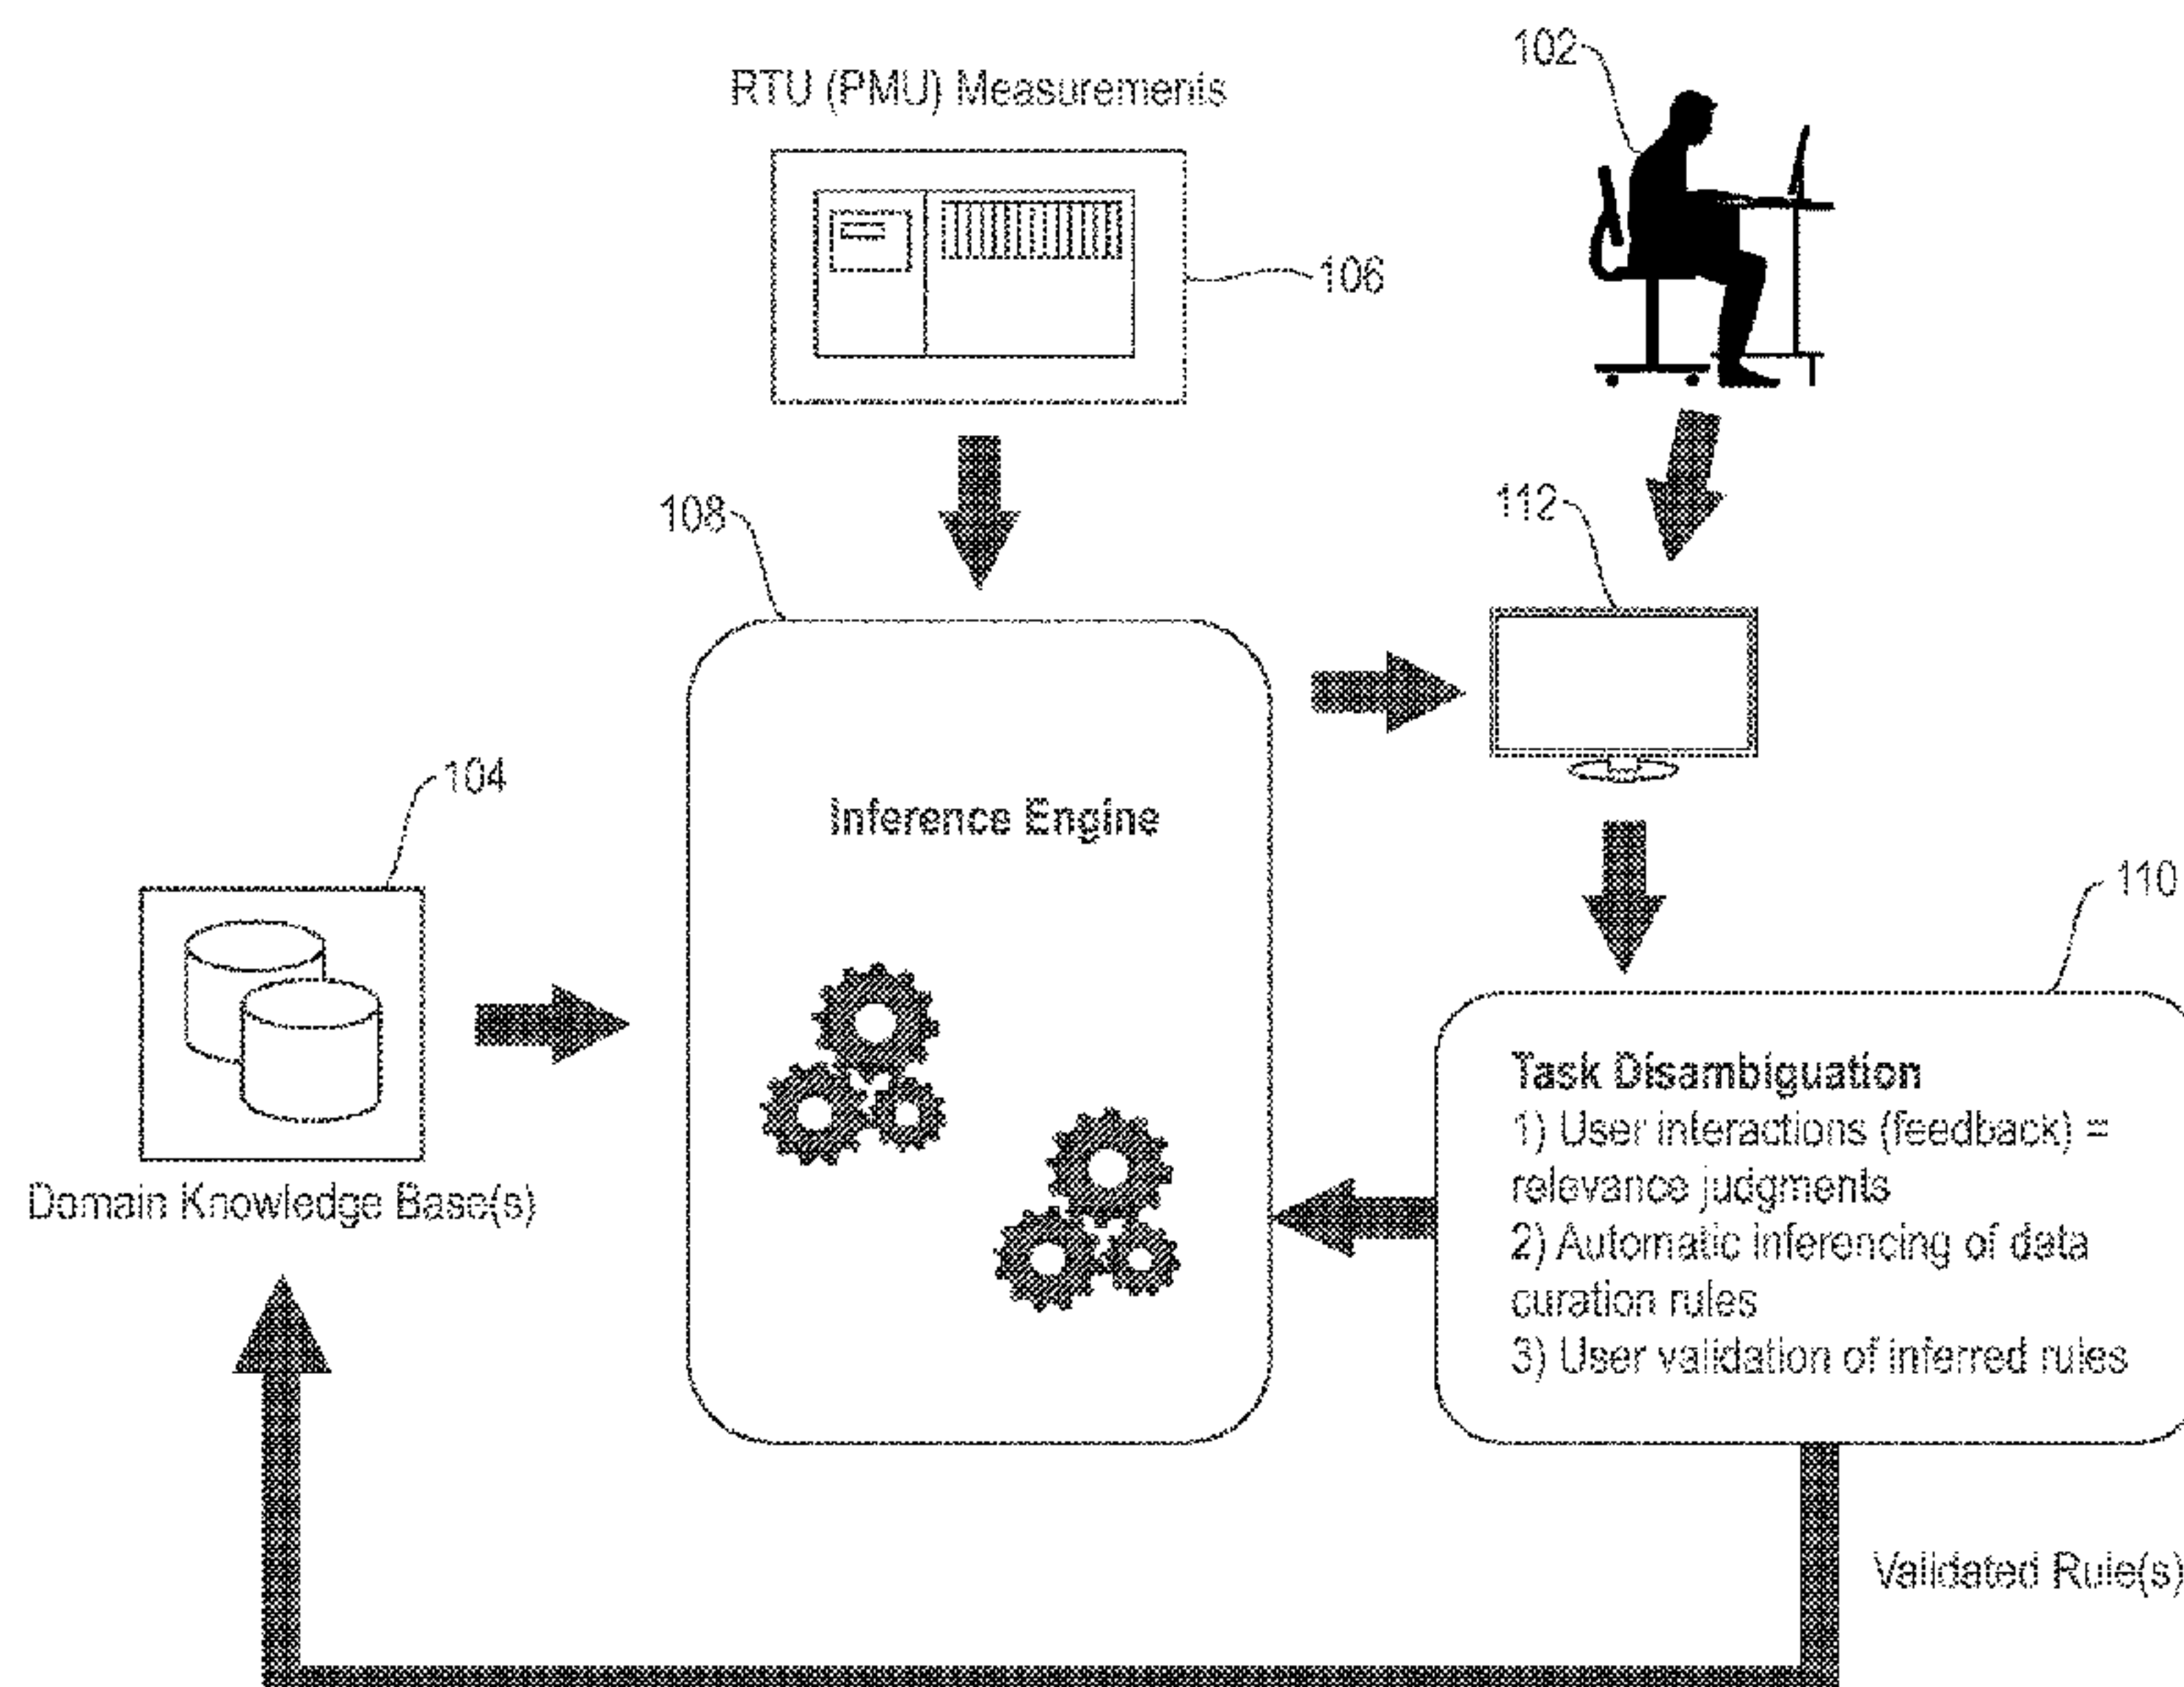 102
RTU (PMU) Measurements
106
108
112
104
Inference Engine
110
Domain Knowledge Base(s)
Task Disambiguation
1) User interactions (feedback) =
relevance judgments
2) Automatic inferencing of data
curation rules
3) User validation of inferred rules
Validated Rule(s)